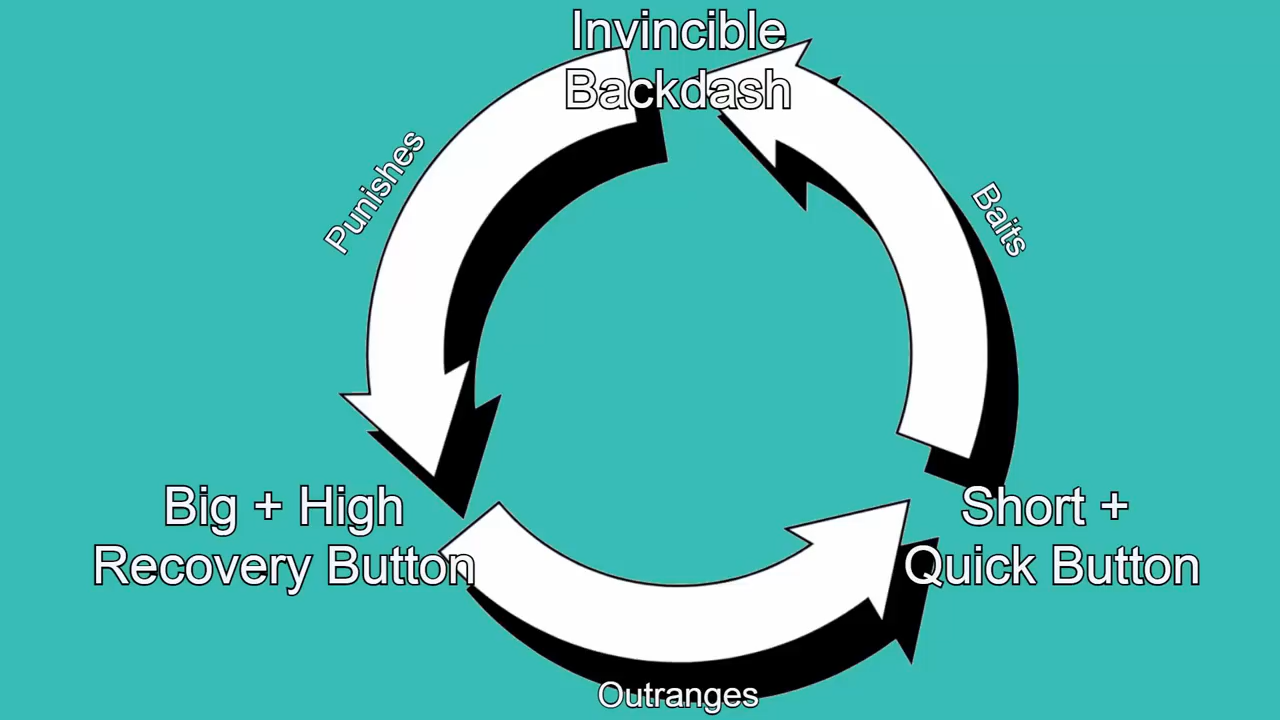 Invincible
Backdash
Punishes
Baits
Big + High
Recovery Button
Short +
Quick Button
Outranges